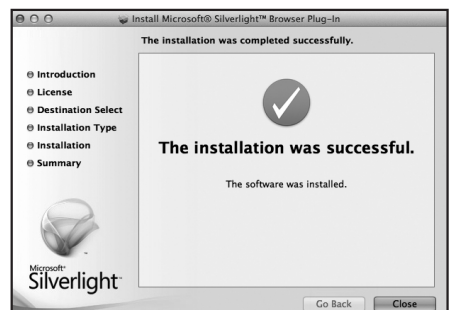 Install Microsoft® Silverlight™ Browser Plug-In
The installation was completed successfully.
Introduction
License
Destination Select
Installation Type
Installation
Summary
The installation was successful.
The software was installed.
Microsoft®
Silverlight™
Go Back
Close